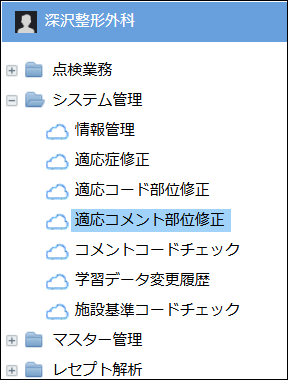 深沢整形外科
点検業務
システム管理
情報管理
適応症修正
適応コード部位修正
適応コメント部位修正
コメントコードチェック
学習データ変更履歴
施設基準コードチェック
マスター管理
レセプト解析